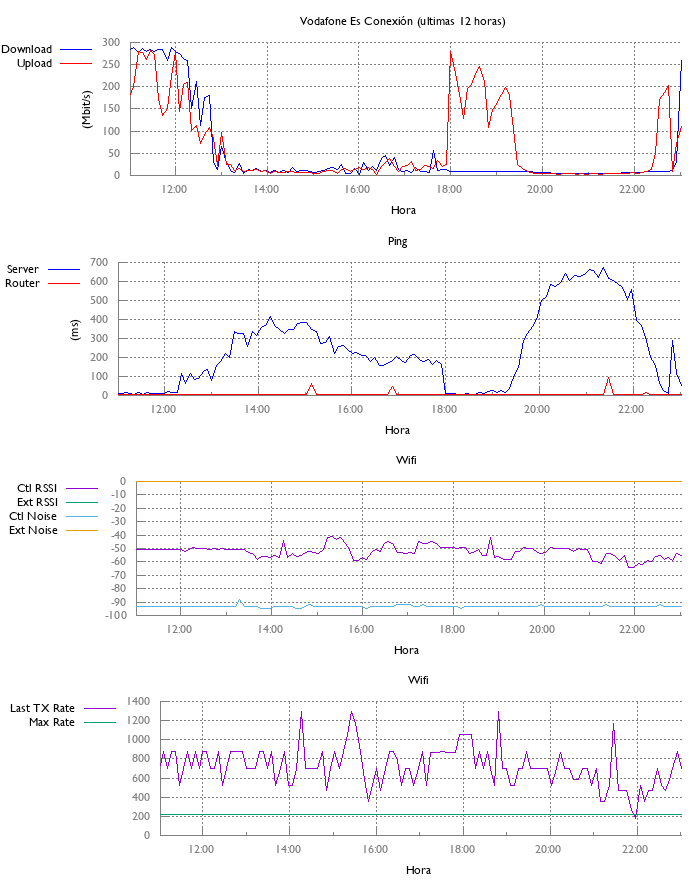 Vodafone Es Conexión (ultimas 12 horas)
Download
Upload
(Mbit/s)
300
250
200
150
100
50
0
12:00 14:00 16:00 18:00 20:00 22:00
Hora
Ping
Server
Router
(ms)
700
600
500
400
300
200
100
0
12:00 14:00 16:00 18:00 20:00 22:00
Hora
Wifi
Ctl RSSI
Ext RSSI
Ctl Noise
Ext Noise
0
-10
-20
-30
-40
-50
-60
-70
-80
-90
-100
12:00 14:00 16:00 18:00 20:00 22:00
Hora
Wifi
Last TX Rate
Max Rate
1400
1200
1000
800
600
400
200
0
12:00 14:00 16:00 18:00 20:00 22:00
Hora